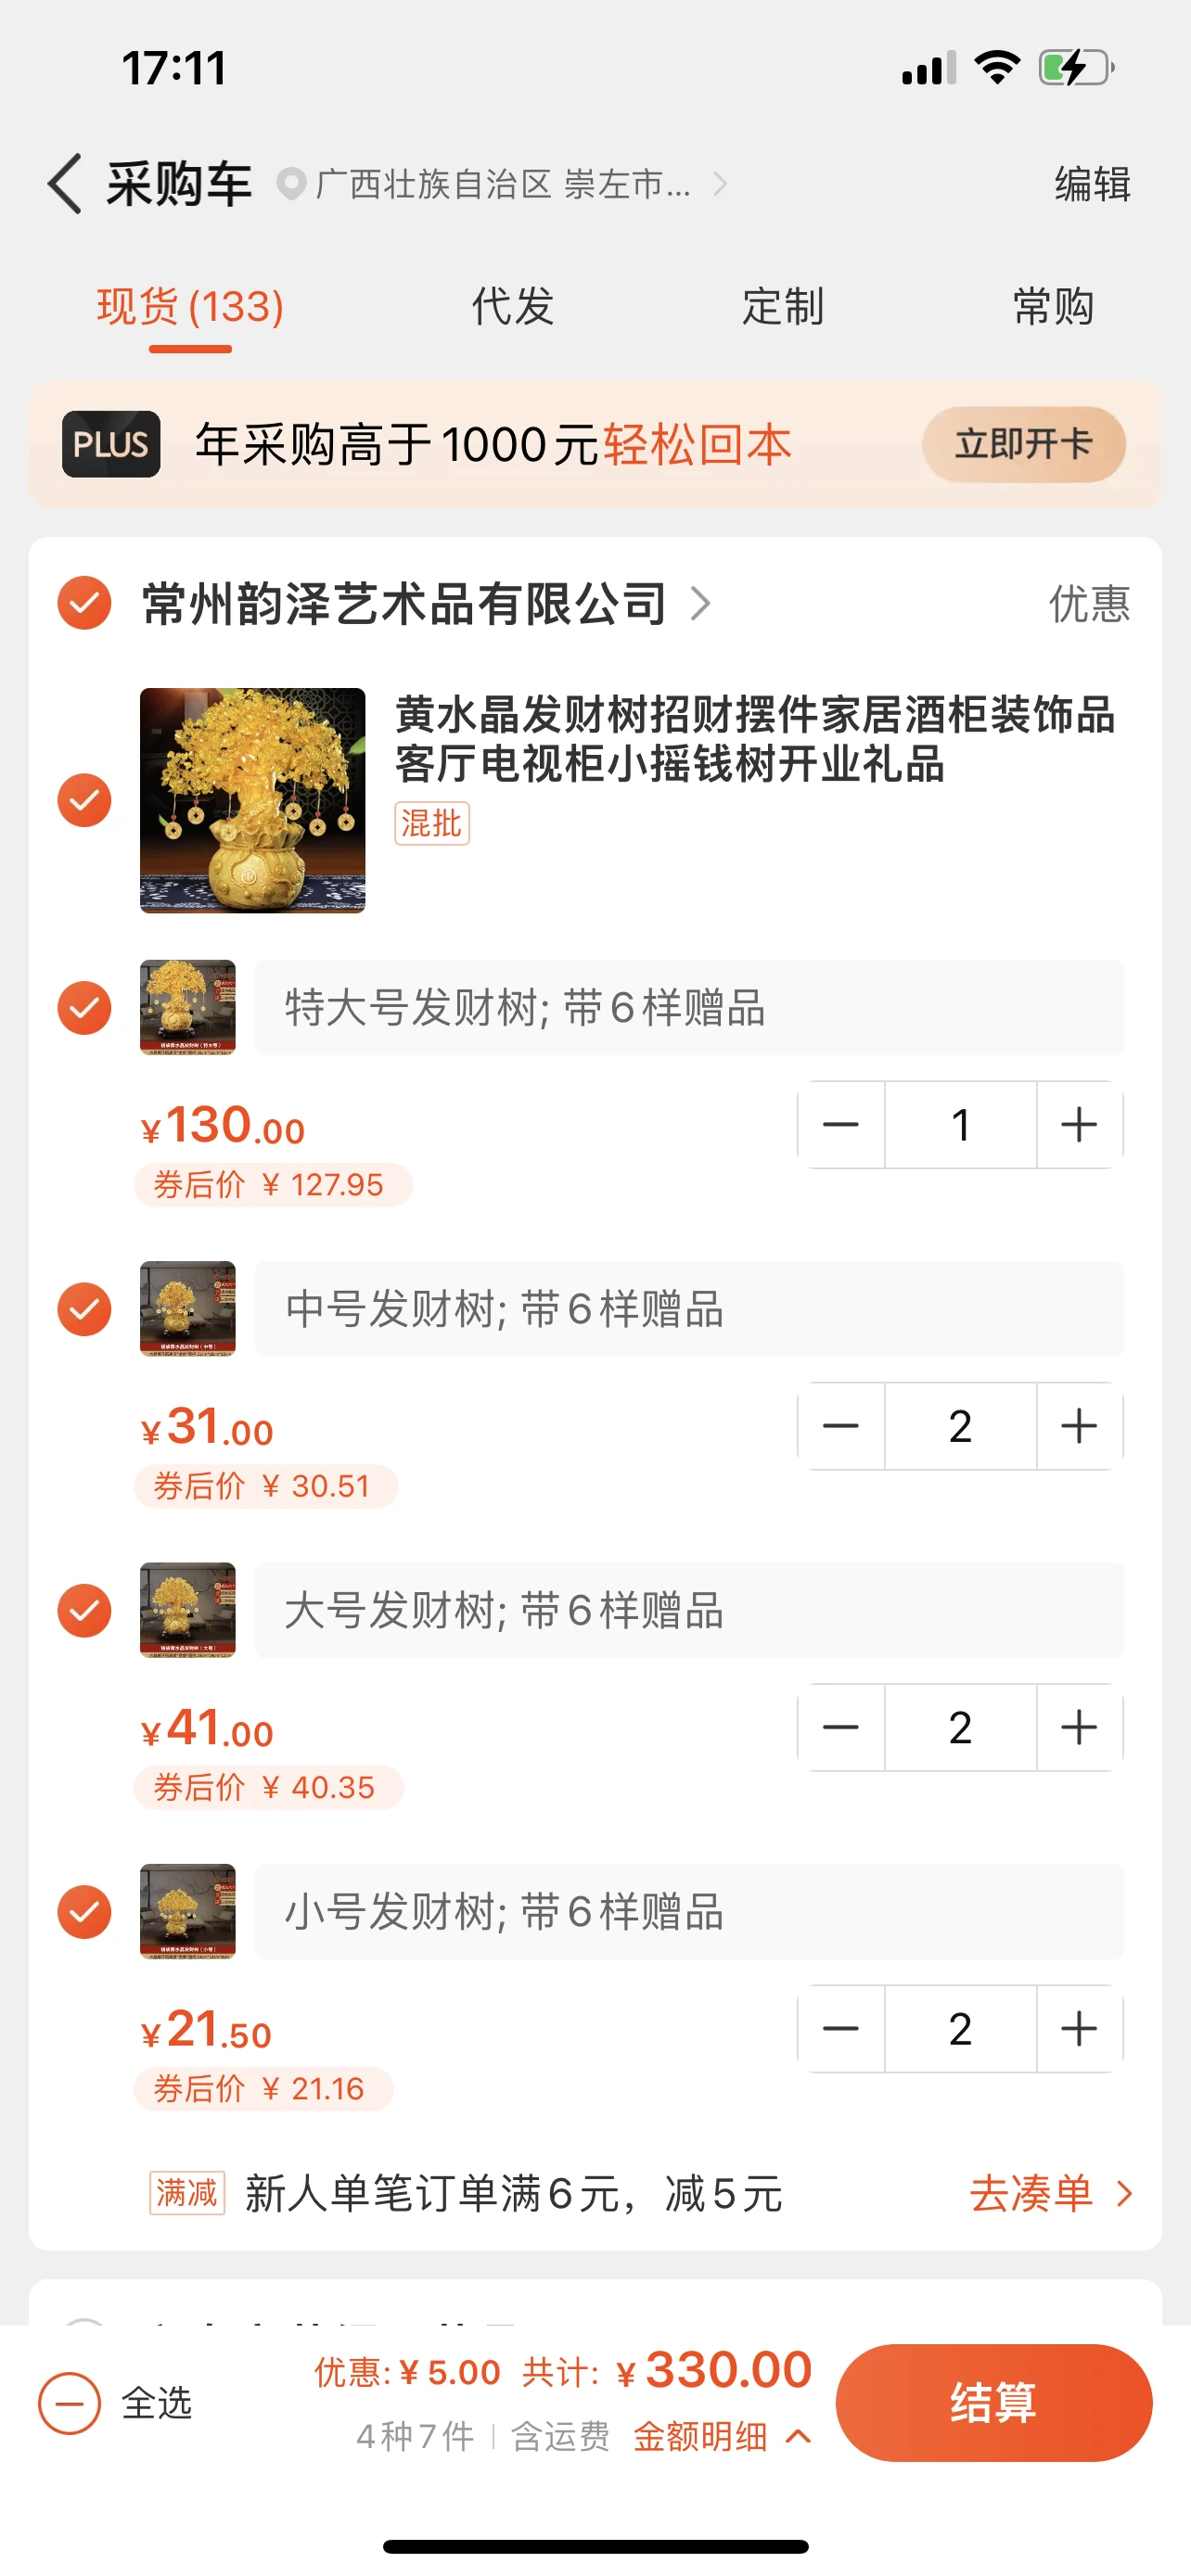 17:11
采购车 广西壮族自治区 崇左市... 编辑
现货(133) 代发 定制 常购
PLUS 年采购高于1000元轻松回本 立即开卡
常州韵泽艺术品有限公司 优惠
黄水晶发财树招财摆件家居酒柜装饰品
客厅电视柜小摇钱树开业礼品
混批
特大号发财树; 带6样赠品
¥130.00 1
券后价 ¥ 127.95
中号发财树; 带6样赠品
¥31.00 2
券后价 ¥ 30.51
大号发财树; 带6样赠品
¥41.00 2
券后价 ¥ 40.35
小号发财树; 带6样赠品
¥21.50 2
券后价 ¥ 21.16
满减 新人单笔订单满6元，减5元 去凑单
全选 优惠:¥5.00 共计: ¥330.00 结算
4种7件 含运费 金额明细